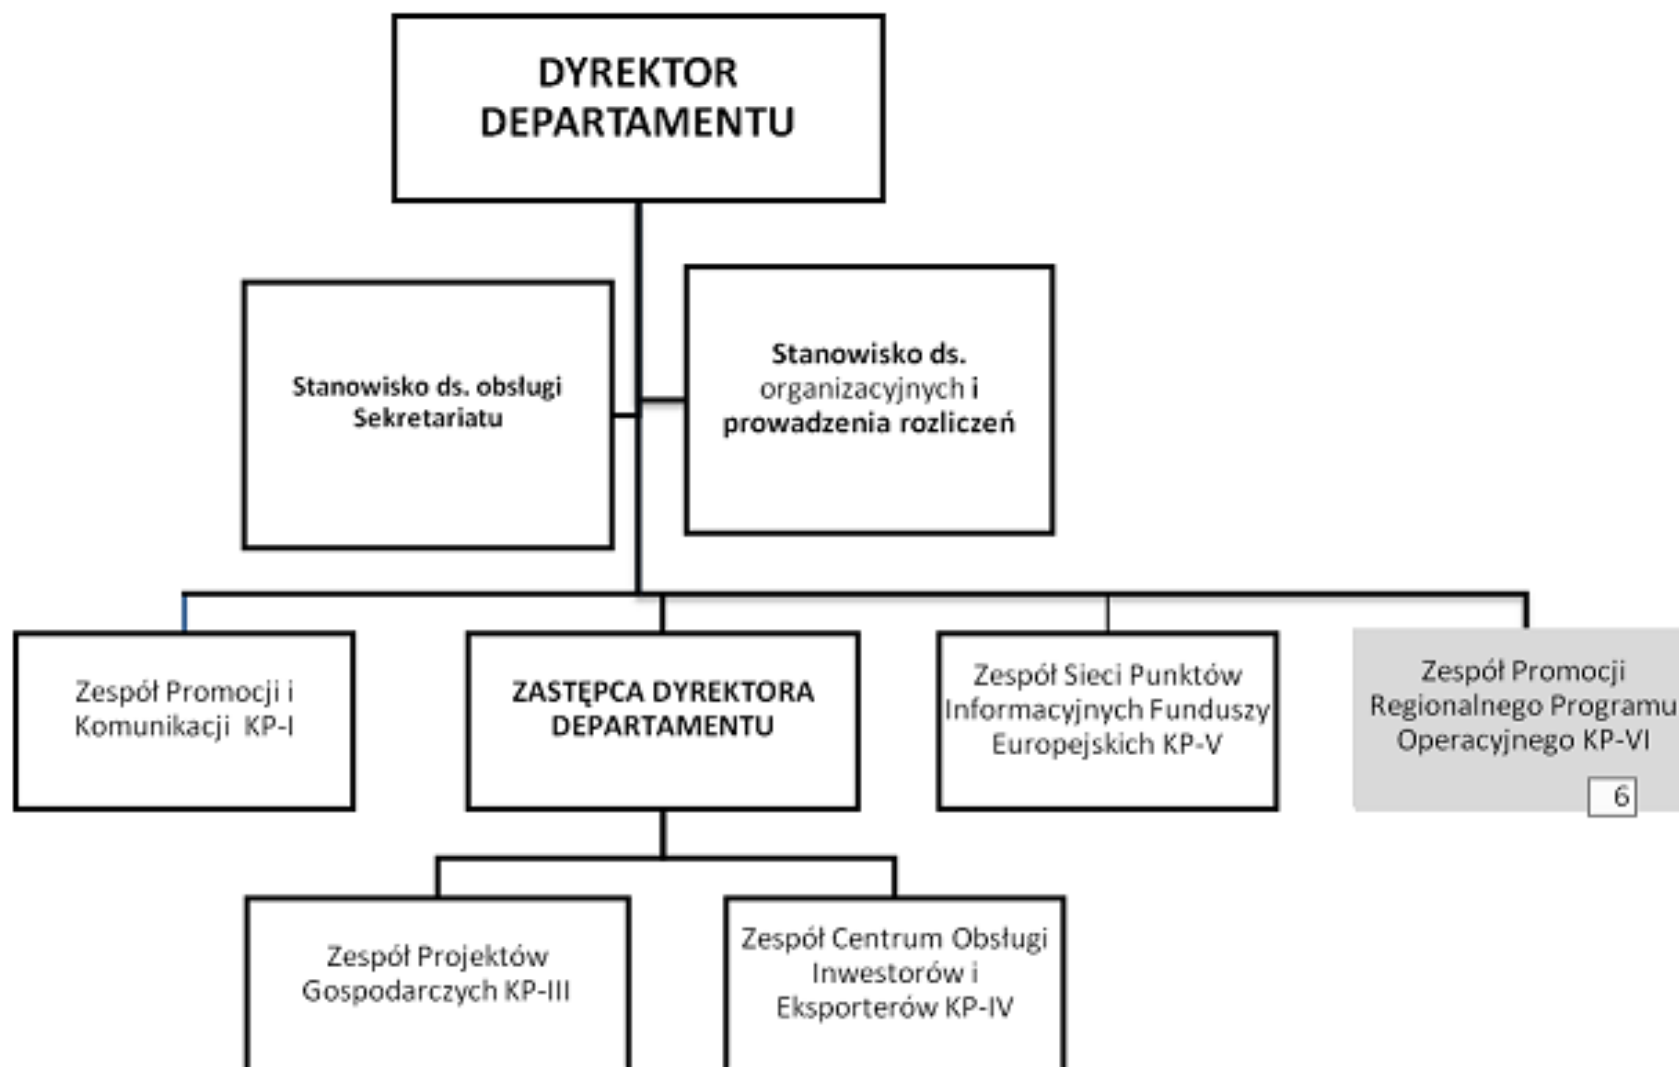 DYREKTOR
DEPARTAMENTU
Stanowisko ds. obsługi
Sekretariatu
Stanowisko ds.
organizacyjnych i
prowadzenia rozliczeń
Zespół Promocji i
Komunikacji KP-I
ZASTĘPCA DYREKTORA
DEPARTAMENTU
Zespół Sieci Punktów
Informacyjnych Funduszy
Europejskich KP-V
Zespół Promocji
Regionalnego Programu
Operacyjnego KP-VI
6
Zespół Projektów
Gospodarczych KP-III
Zespół Centrum Obsługi
Inwestorów i
Eksporterów KP-IV